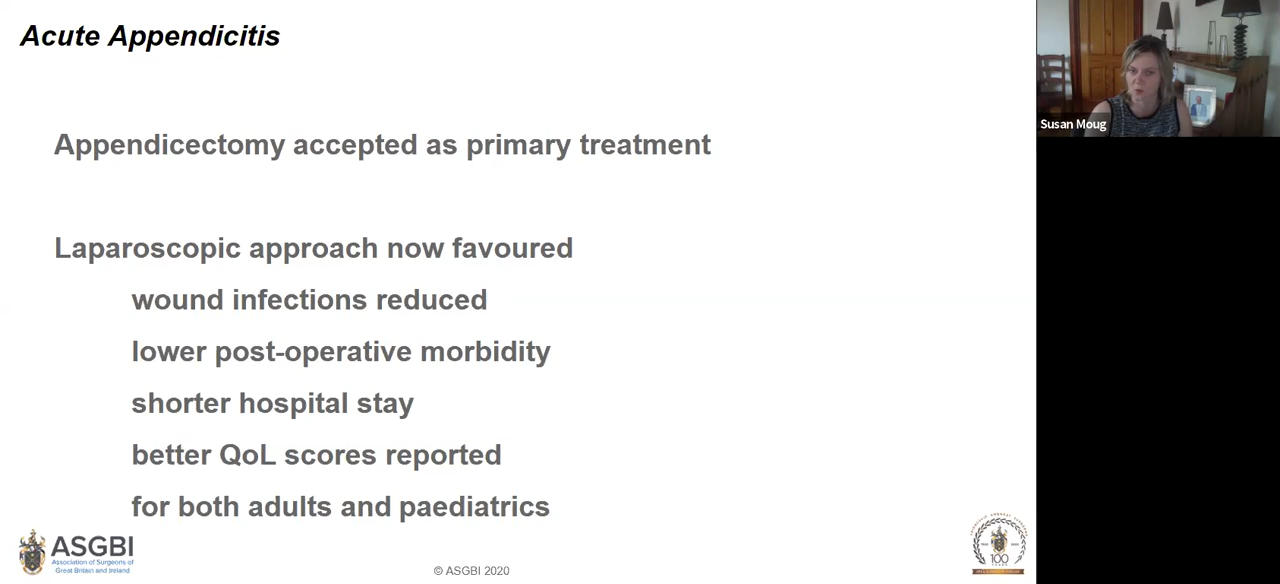 Acute Appendicitis
Susan Moug
Appendicectomy accepted as primary treatment
Laparoscopic approach now favoured
wound infections reduced
lower post-operative morbidity
shorter hospital stay
better QoL scores reported
for both adults and paediatrics
ASGBI
Association of Surgeons of
Great Britain and Ireland
© ASGBI 2020
100